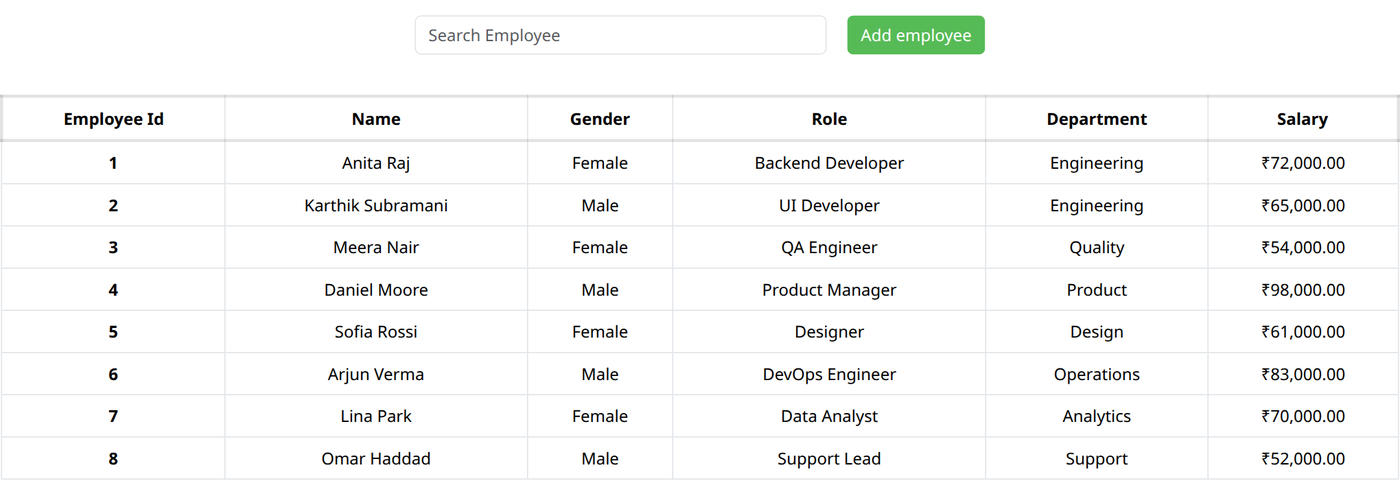 Search Employee Add employee
Employee Id Name Gender Role Department Salary
1 Anita Raj Female Backend Developer Engineering ₹72,000.00
2 Karthik Subramani Male UI Developer Engineering ₹65,000.00
3 Meera Nair Female QA Engineer Quality ₹54,000.00
4 Daniel Moore Male Product Manager Product ₹98,000.00
5 Sofia Rossi Female Designer Design ₹61,000.00
6 Arjun Verma Male DevOps Engineer Operations ₹83,000.00
7 Lina Park Female Data Analyst Analytics ₹70,000.00
8 Omar Haddad Male Support Lead Support ₹52,000.00